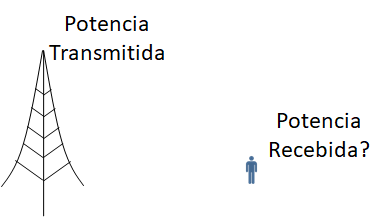 Potencia
Transmitida
Potencia
Recebida?